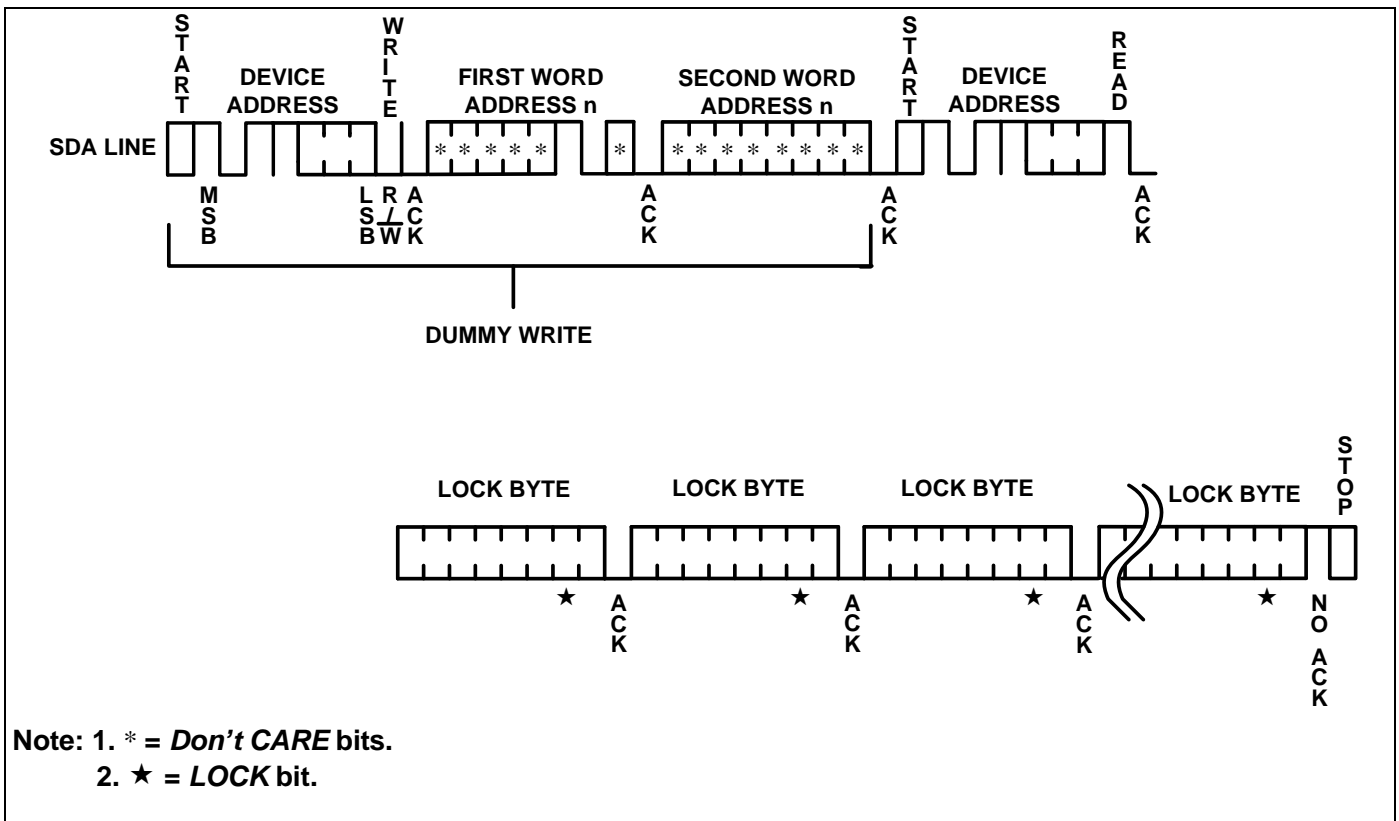 START
WRITE
START
READ
DEVICE ADDRESS
FIRST WORD ADDRESS n
SECOND WORD ADDRESS n
DEVICE ADDRESS
SDA LINE
* * * * * * * * * * * * * *
MSB
LSB
R/W
ACK
ACK
ACK
ACK
DUMMY WRITE
STOP
LOCK BYTE
LOCK BYTE
LOCK BYTE
LOCK BYTE
★ ★ ★ ★
ACK
ACK
ACK
NO ACK
Note: 1. * = Don't CARE bits.
2. ★ = LOCK bit.